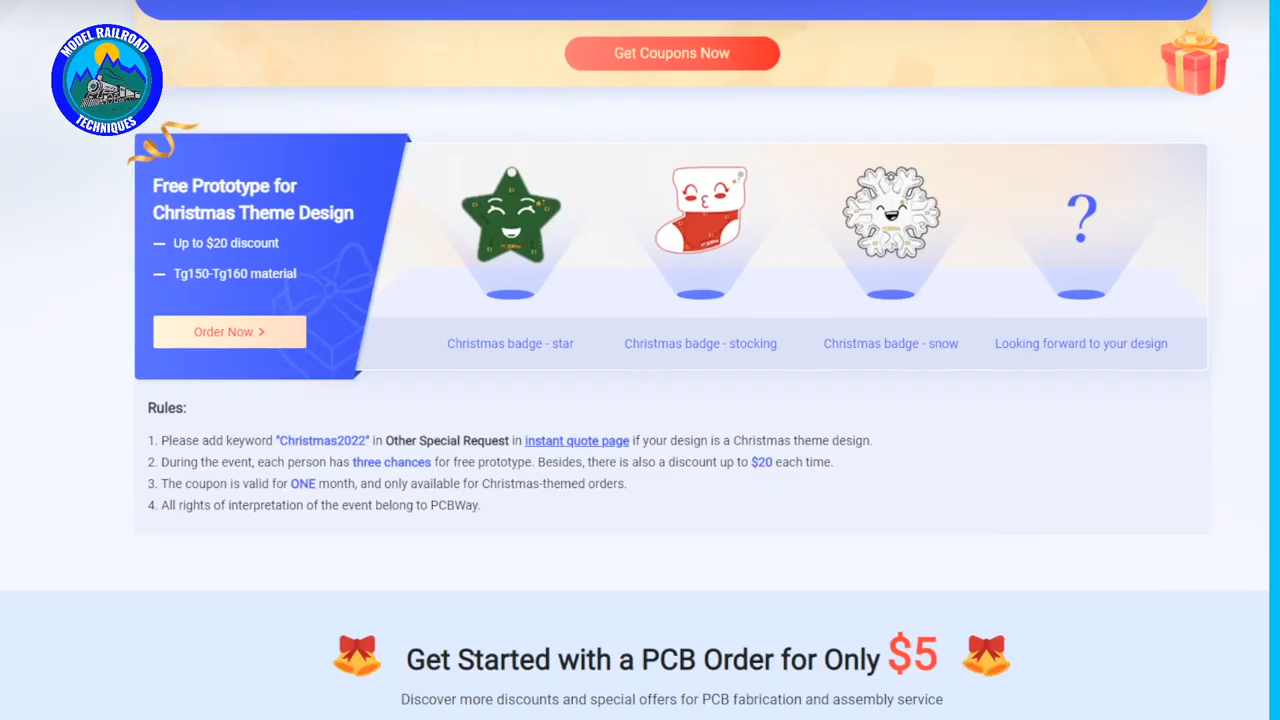 MODEL RAILROAD
TECHNIQUES
Get Coupons Now
Free Prototype for
Christmas Theme Design
— Up to $20 discount
— Tg150-Tg160 material
Order Now >
?
Christmas badge - star
Christmas badge - stocking
Christmas badge - snow
Looking forward to your design
Rules:
1. Please add keyword "Christmas2022" in Other Special Request in instant quote page if your design is a Christmas theme design.
2. During the event, each person has three chances for free prototype. Besides, there is also a discount up to $20 each time.
3. The coupon is valid for ONE month, and only available for Christmas-themed orders.
4. All rights of interpretation of the event belong to PCBWay.
Get Started with a PCB Order for Only $5
Discover more discounts and special offers for PCB fabrication and assembly service